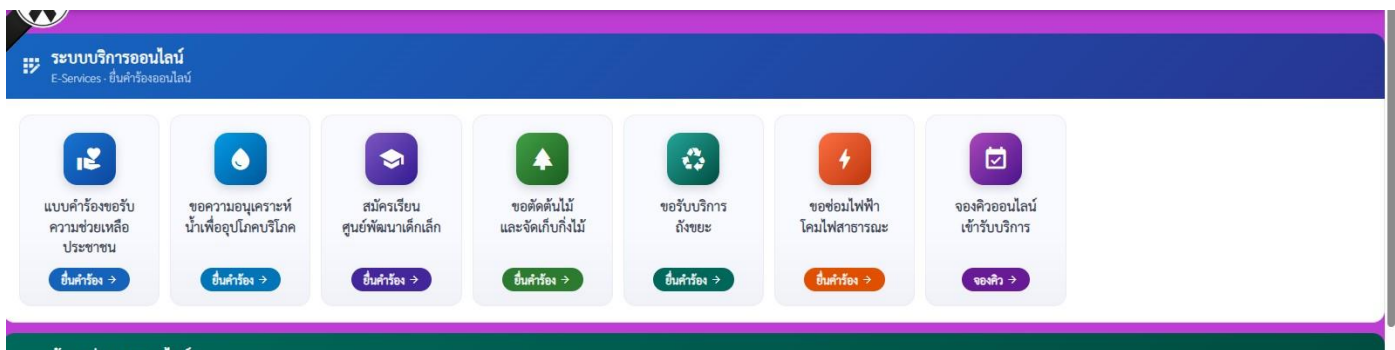 ระบบบริการออนไลน์
E-Services - ยื่นคำร้องออนไลน์
แบบคำร้องขอรับ
ความช่วยเหลือ
ประชาชน
ยื่นคำร้อง →
ขอความอนุเคราะห์
น้ำเพื่ออุปโภคบริโภค
ยื่นคำร้อง →
สมัครเรียน
ศูนย์พัฒนาเด็กเล็ก
ยื่นคำร้อง →
ขอตัดต้นไม้
และจัดเก็บกิ่งไม้
ยื่นคำร้อง →
ขอรับบริการ
ถังขยะ
ยื่นคำร้อง →
ขอซ่อมไฟฟ้า
โคมไฟสาธารณะ
ยื่นคำร้อง →
จองคิวออนไลน์
เข้ารับบริการ
จองคิว →